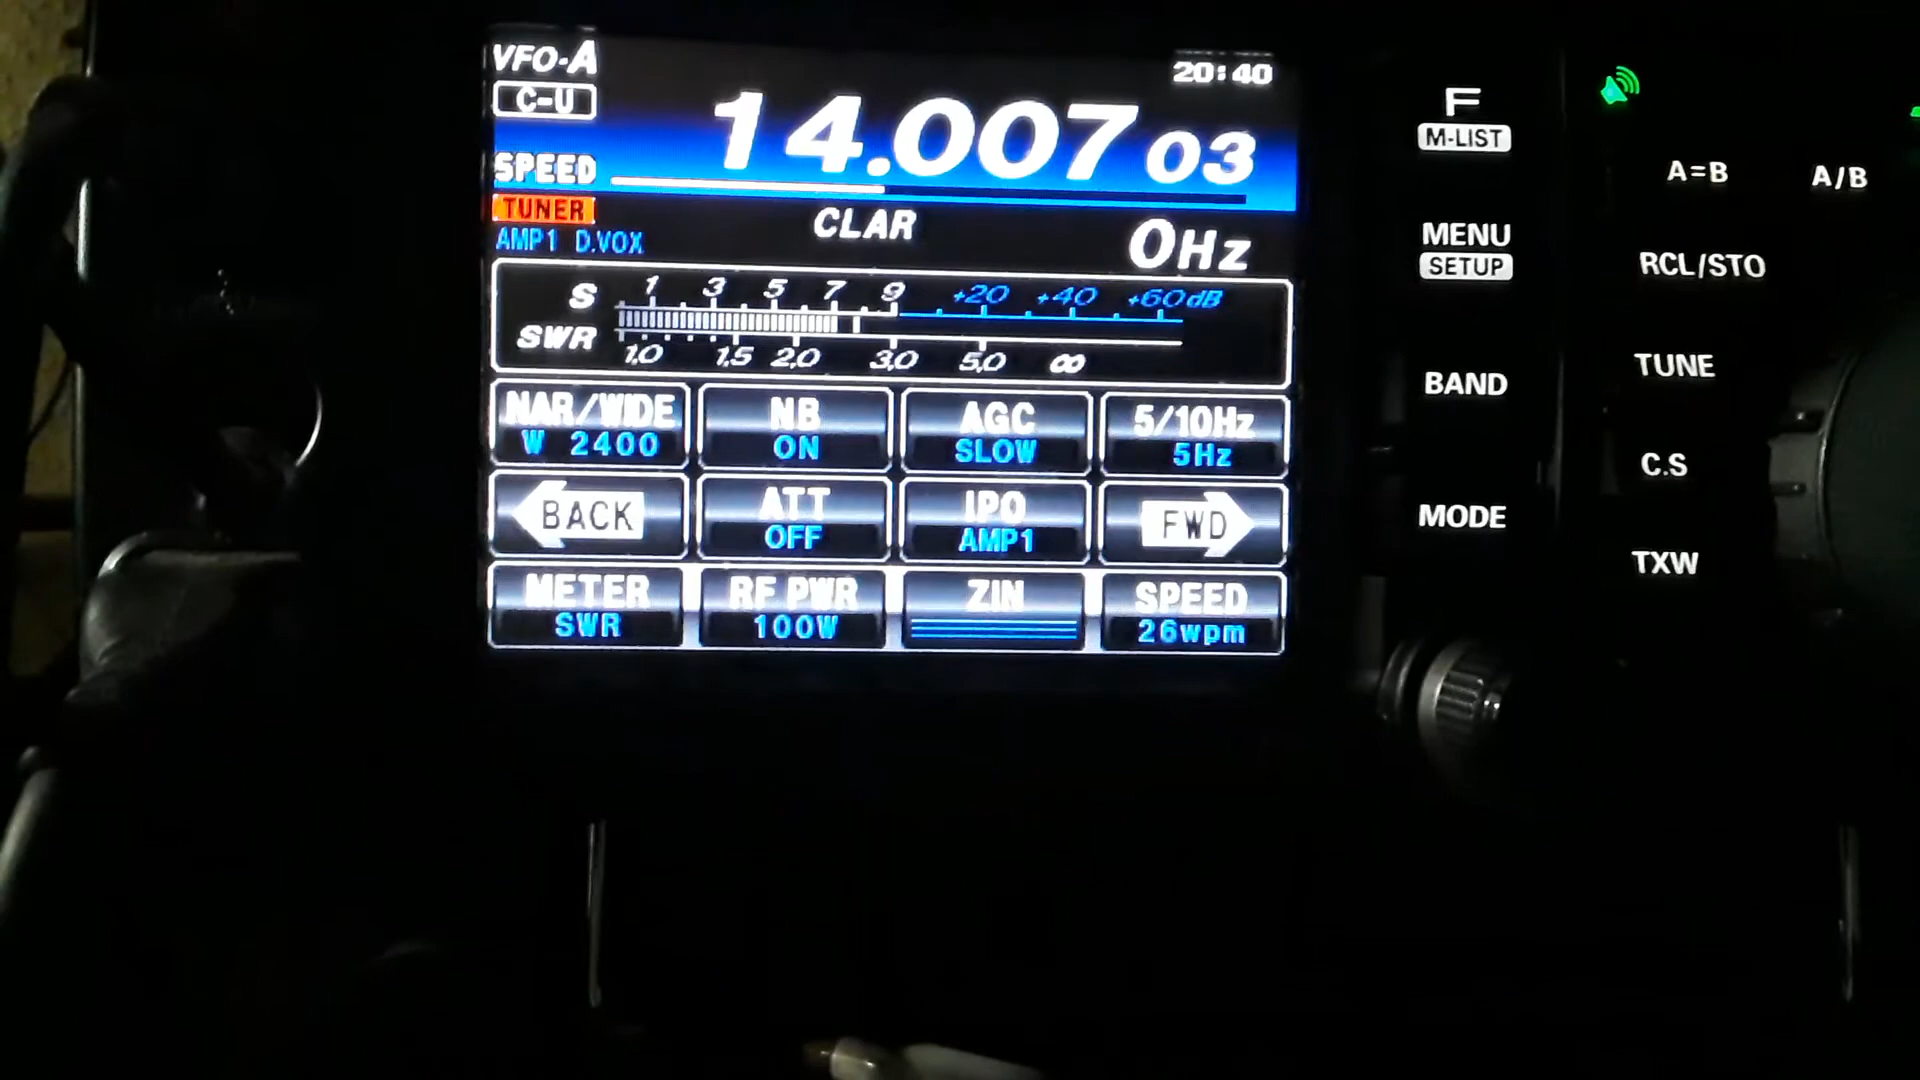 VFO-A
20:40
C-U
14.007 03
SPEED
TUNER
AMP1 D.VOX
CLAR
0Hz
S 1 3 5 7 9 +20 +40 +60dB
SWR
1.0 1.5 2.0 3.0 5.0 ∞
NAR/WIDE NB AGC 5/10Hz
W 2400 ON SLOW 5Hz
BACK ATT IPO FWD
OFF AMP1
METER RF PWR ZIN SPEED
SWR 100W 26wpm
F
M-LIST
MENU
SETUP
BAND
MODE
A=B A/B
RCL/STO
TUNE
C.S
TXW